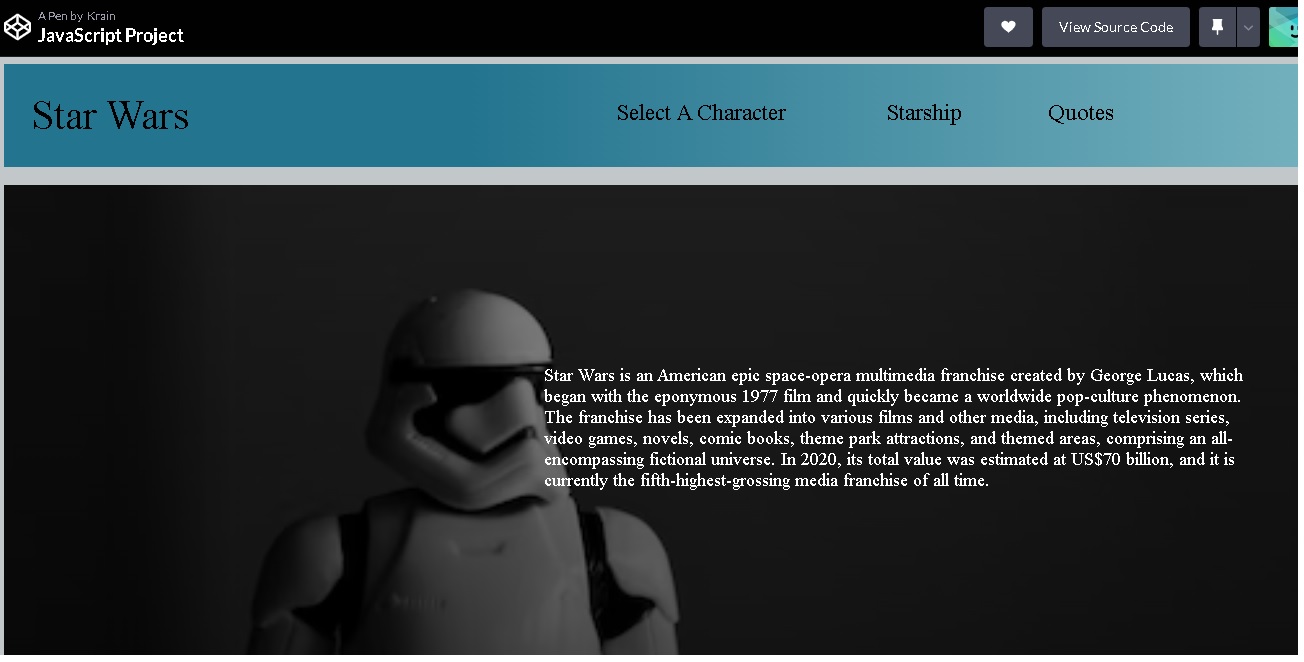 A Pen by Krain
JavaScript Project
View Source Code
Star Wars
Select A Character
Starship
Quotes
Star Wars is an American epic space-opera multimedia franchise created by George Lucas, which
began with the eponymous 1977 film and quickly became a worldwide pop-culture phenomenon.
The franchise has been expanded into various films and other media, including television series,
video games, novels, comic books, theme park attractions, and themed areas, comprising an all-
encompassing fictional universe. In 2020, its total value was estimated at US$70 billion, and it is
currently the fifth-highest-grossing media franchise of all time.